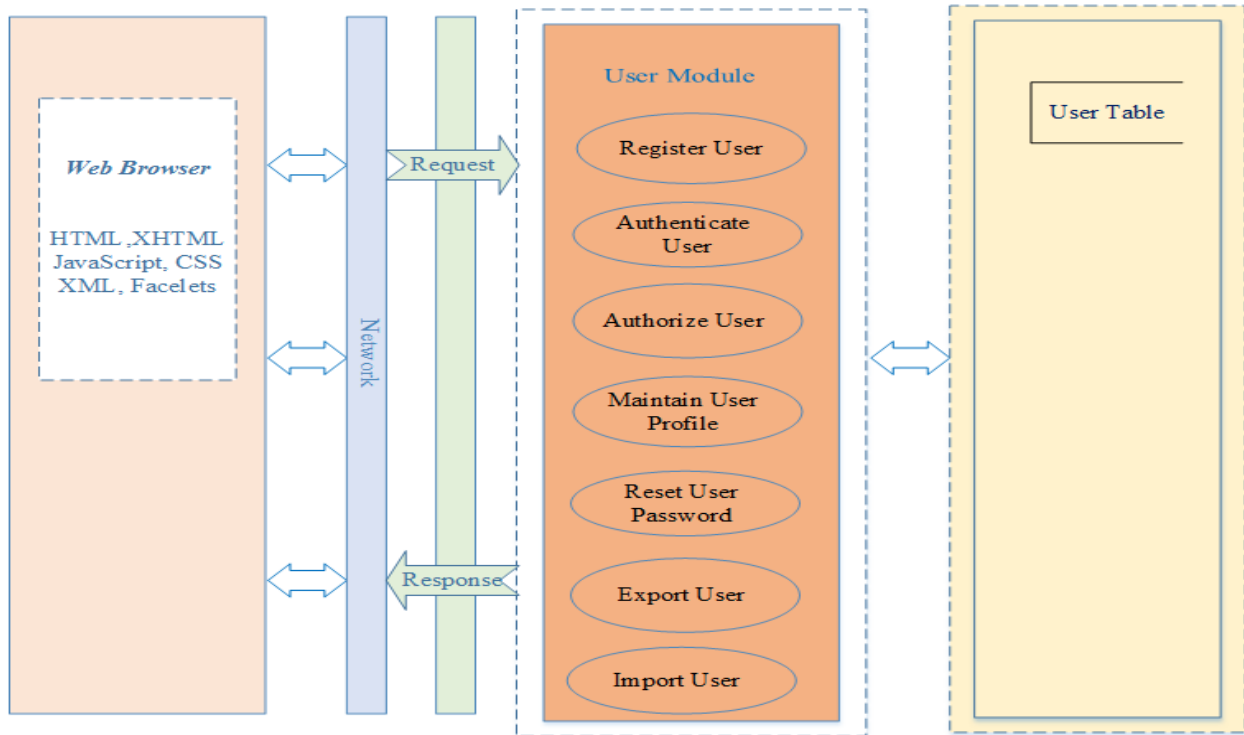 Web Browser
HTML ,XHTML
JavaScript, CSS
XML, Facelets
Network
Request
Response
User Module
Register User
Authenticate
User
Authorize User
Maintain User
Profile
Reset User
Password
Export User
Import User
User Table